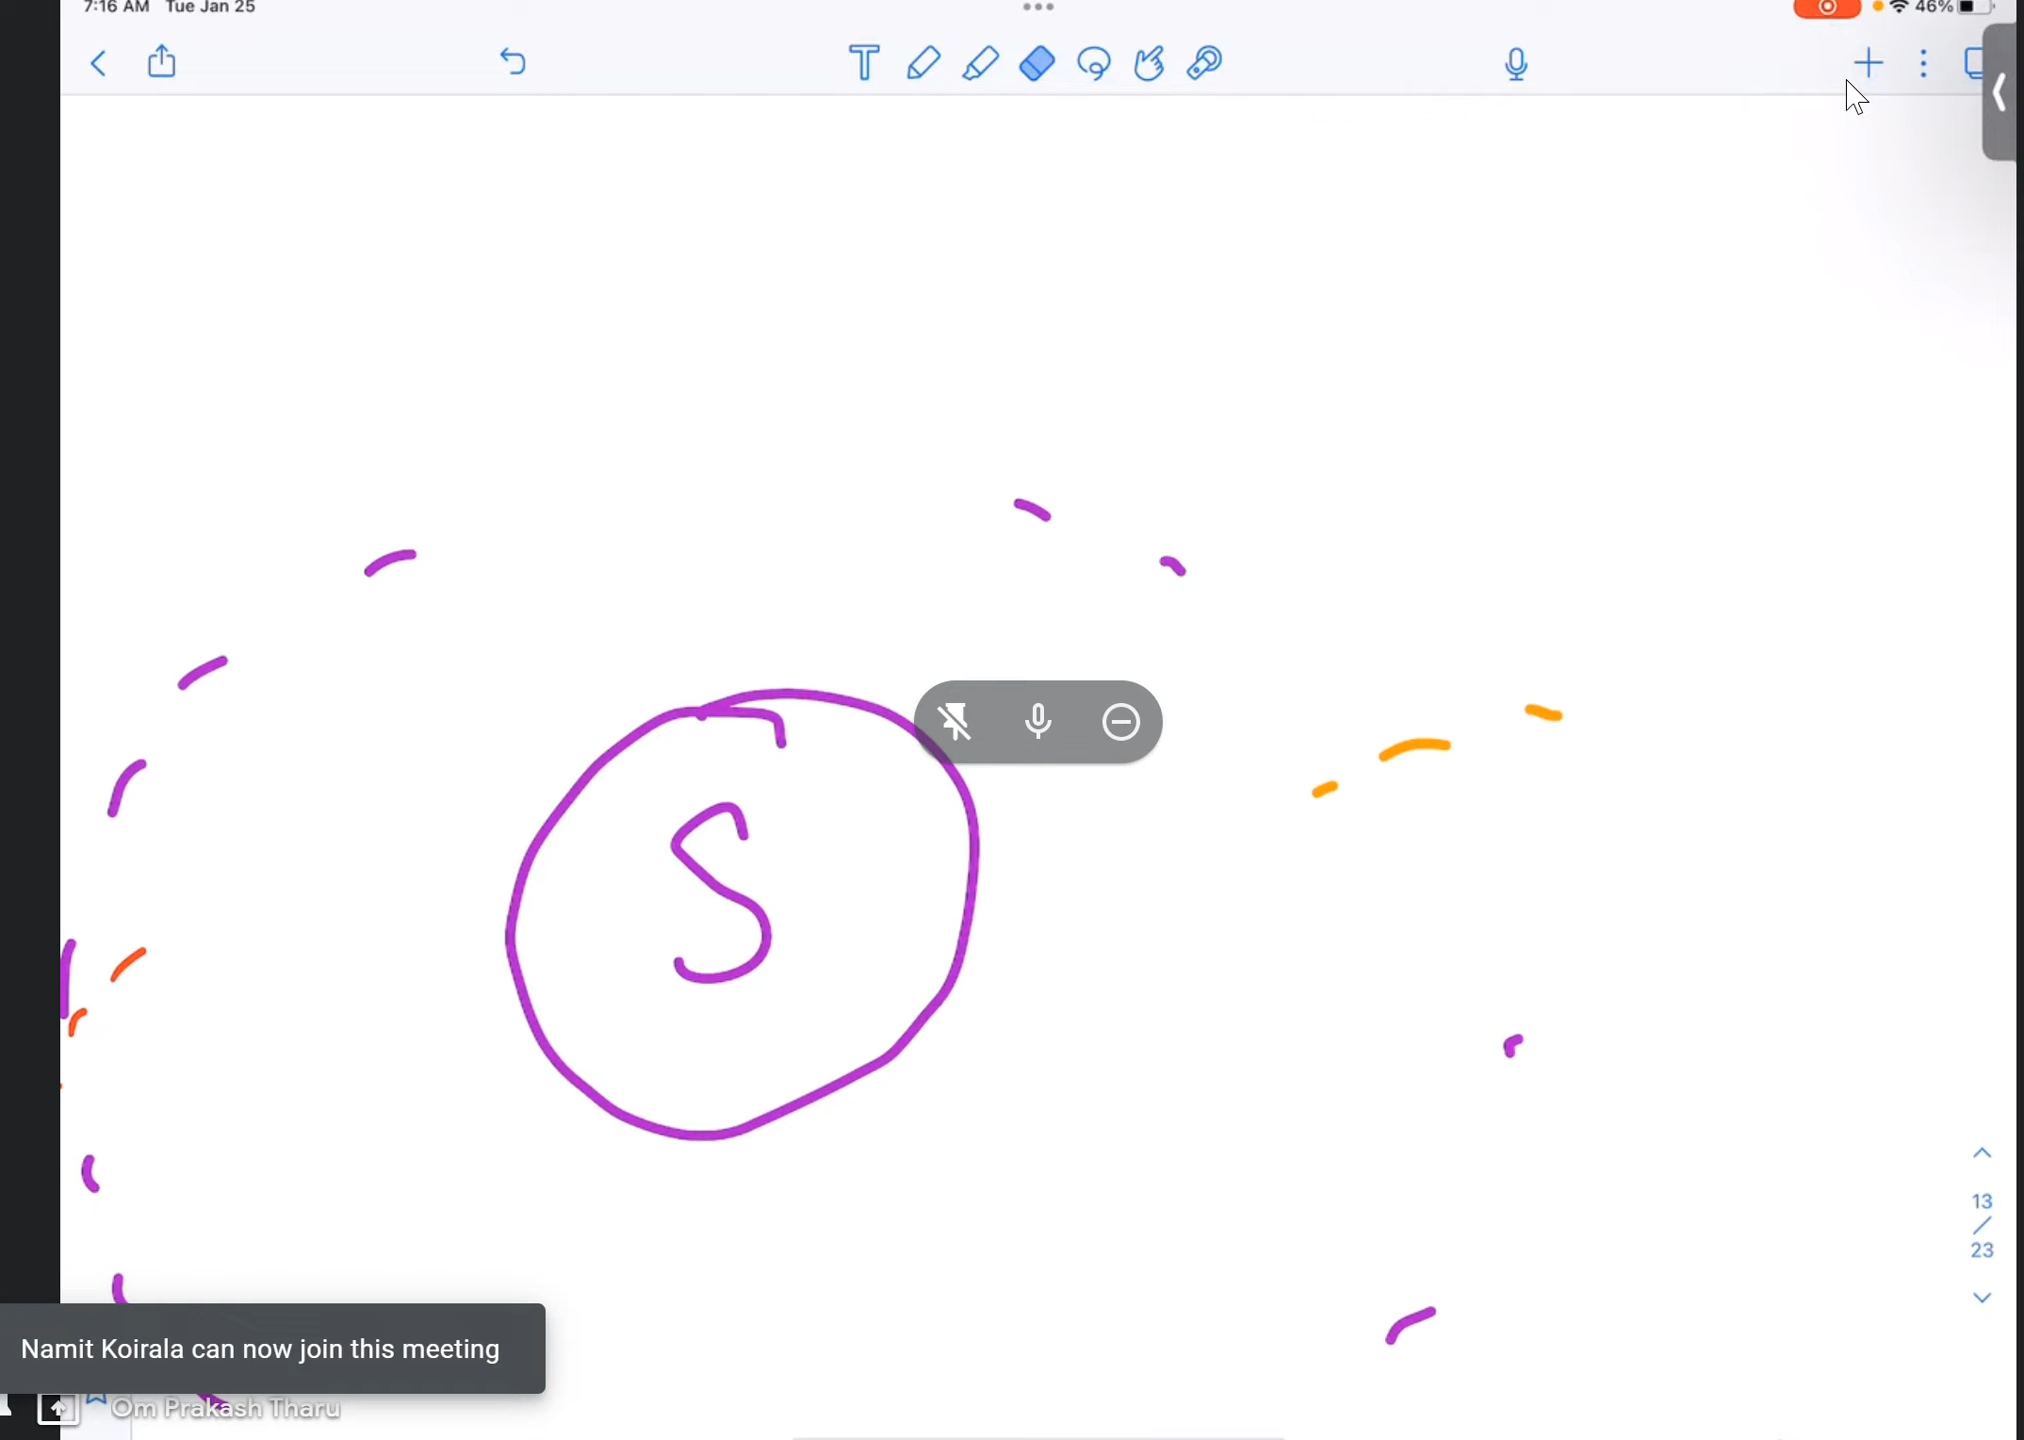 7:16 AM Tue Jan 25
46%
T
S
13
/
23
Namit Koirala can now join this meeting
Om Prakash Tharu